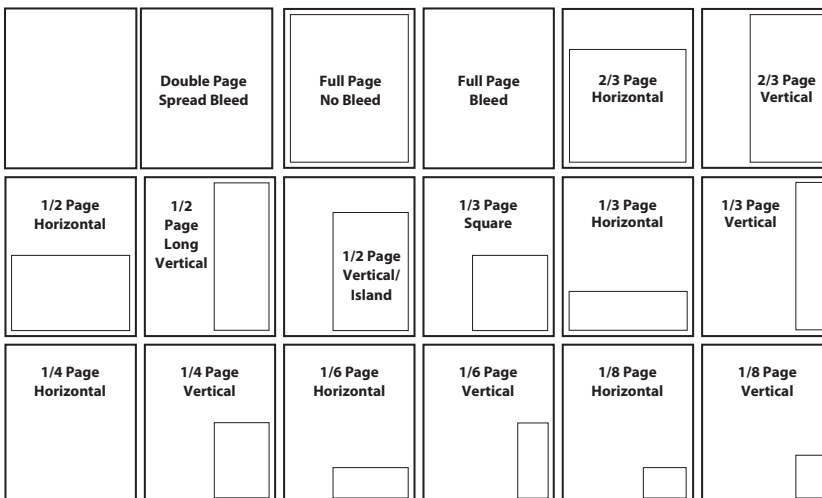 Double Page
Spread Bleed
Full Page
No Bleed
Full Page
Bleed
2/3 Page
Horizontal
2/3 Page
Vertical
1/2 Page
Horizontal
1/2
Page
Long
Vertical
1/2 Page
Vertical/
Island
1/3 Page
Square
1/3 Page
Horizontal
1/3 Page
Vertical
1/4 Page
Horizontal
1/4 Page
Vertical
1/6 Page
Horizontal
1/6 Page
Vertical
1/8 Page
Horizontal
1/8 Page
Vertical